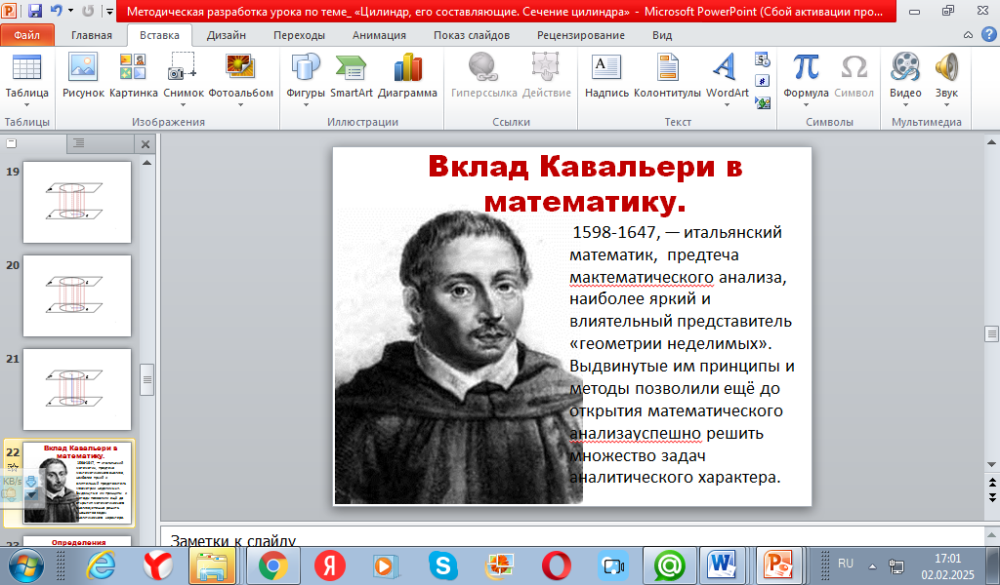 Методическая разработка урока по теме_ «Цилиндр, его составляющие. Сечение цилиндра» - Microsoft PowerPoint (Сбой активации про...
Файл Главная Вставка Дизайн Переходы Анимация Показ слайдов Рецензирование Вид
Таблица Рисунок Картинка Снимок Фотоальбом Фигуры SmartArt Диаграмма Гиперссылка Действие Надпись Колонтитулы WordArt Формула Символ Видео Звук
Таблицы Изображения Иллюстрации Ссылки Текст Символы Мультимедиа
19
20
21
22
Вклад Кавальери в
математику.
KB/s
Определения
Вклад Кавальери в
математику.
1598-1647, — итальянский
математик, предтеча
мактематического анализа,
наиболее яркий и
влиятельный представитель
«геометрии неделимых».
Выдвинутые им принципы и
методы позволили ещё до
открытия математического
анализауспешно решить
множество задач
аналитического характера.
Заметки к слайду
RU
17:01
02.02.2025